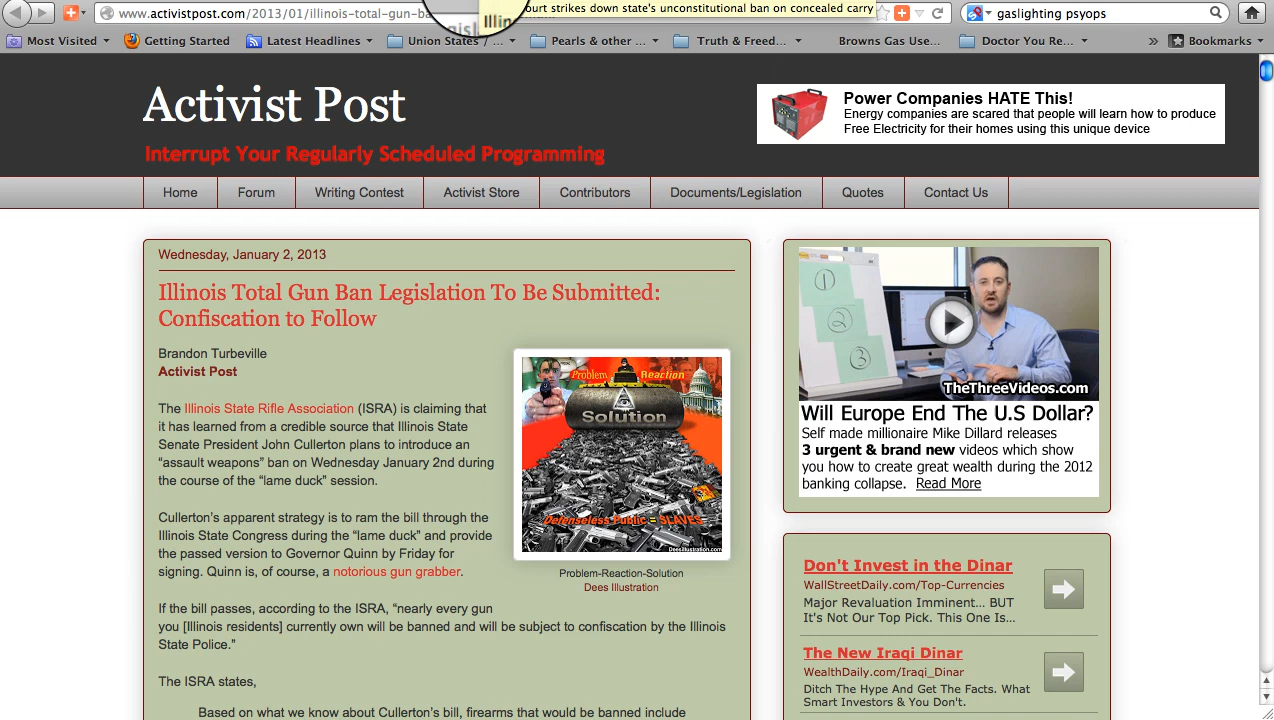 ourt strikes down state's unconstitutional ban on concealed carry
www.activistpost.com/2013/01/illinois-total-gun-ba
gaslighting psyops
Most Visited
Getting Started
Latest Headlines
Union States / ...
Pearls & other ...
Truth & Freed...
Browns Gas Use...
Doctor You Re...
»
Bookmarks
Activist Post
Interrupt Your Regularly Scheduled Programming
Power Companies HATE This!
Energy companies are scared that people will learn how to produce
Free Electricity for their homes using this unique device
Home
Forum
Writing Contest
Activist Store
Contributors
Documents/Legislation
Quotes
Contact Us
Wednesday, January 2, 2013
Illinois Total Gun Ban Legislation To Be Submitted:
Confiscation to Follow
Brandon Turbeville
Activist Post
The Illinois State Rifle Association (ISRA) is claiming that
it has learned from a credible source that Illinois State
Senate President John Cullerton plans to introduce an
“assault weapons” ban on Wednesday January 2nd during
the course of the “lame duck” session.
Cullerton’s apparent strategy is to ram the bill through the
Illinois State Congress during the “lame duck” and provide
the passed version to Governor Quinn by Friday for
signing. Quinn is, of course, a notorious gun grabber.
Problem
Reaction
Solution
Defenseless Public = SLAVES
Deesillustration.com
Problem-Reaction-Solution
Dees Illustration
If the bill passes, according to the ISRA, “nearly every gun
you [Illinois residents] currently own will be banned and will be subject to confiscation by the Illinois
State Police.”
The ISRA states,
Based on what we know about Cullerton’s bill, firearms that would be banned include
1
2
3
TheThreeVideos.com
Will Europe End The U.S Dollar?
Self made millionaire Mike Dillard releases
3 urgent & brand new videos which show
you how to create great wealth during the 2012
banking collapse. Read More
Don't Invest in the Dinar
WallStreetDaily.com/Top-Currencies
Major Revaluation Imminent... BUT
It's Not Our Top Pick. This One Is...
The New Iraqi Dinar
WealthDaily.com/Iraqi_Dinar
Ditch The Hype And Get The Facts. What
Smart Investors & You Don't.